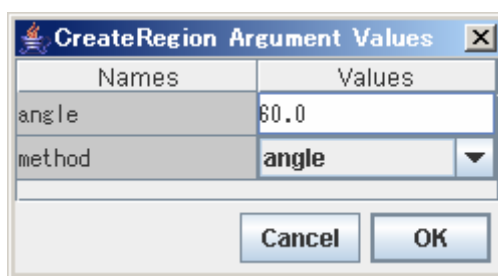 CreateRegion Argument Values
Names Values
angle 60.0
method angle
Cancel OK